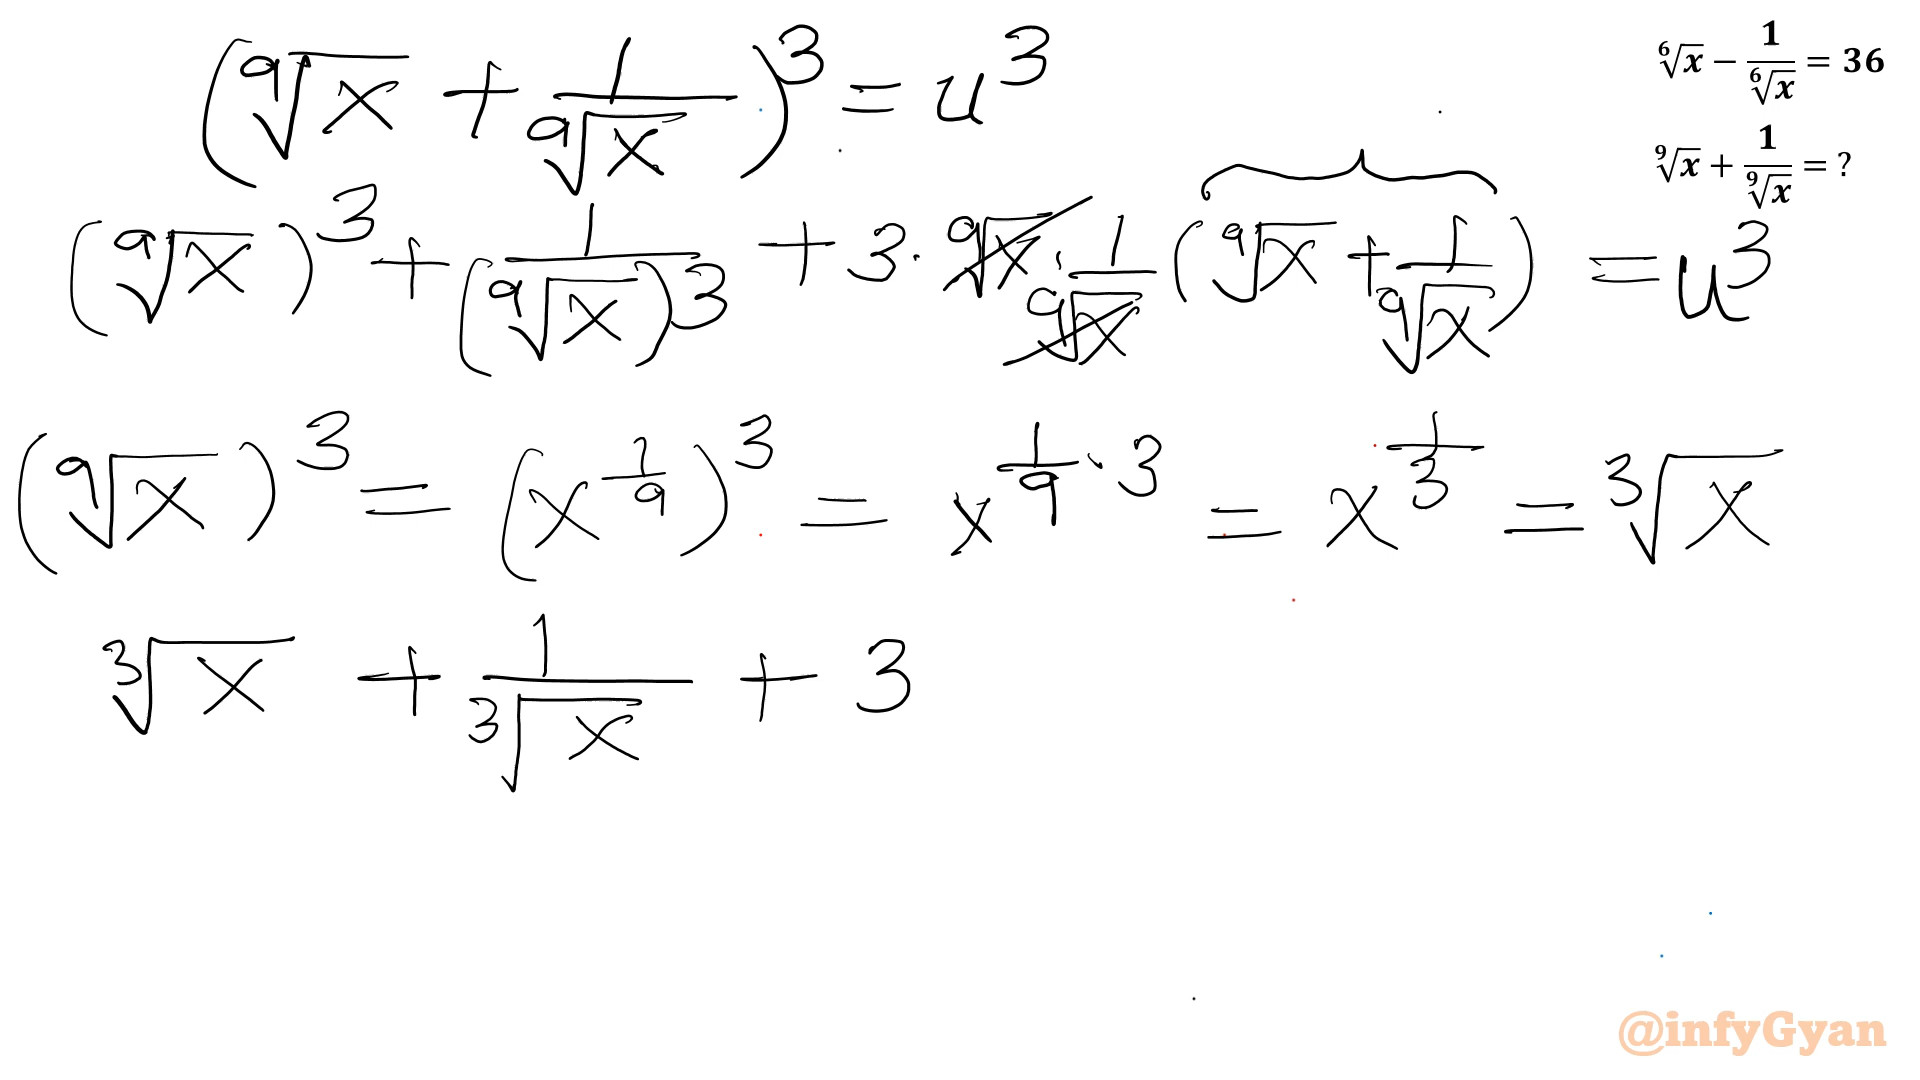 (⁹√x + 1/⁹√x)³ = u³
⁶√x − 1/⁶√x = 36
⁹√x + 1/⁹√x = ?
(⁹√x)³ + 1/(⁹√x)³ + 3 · ⁹√x · 1/⁹√x (⁹√x + 1/⁹√x) = u³
(⁹√x)³ = (x^(1/9))³ = x^(1/9 · 3) = x^(1/3) = ³√x
³√x + 1/³√x + 3
@infyGyan